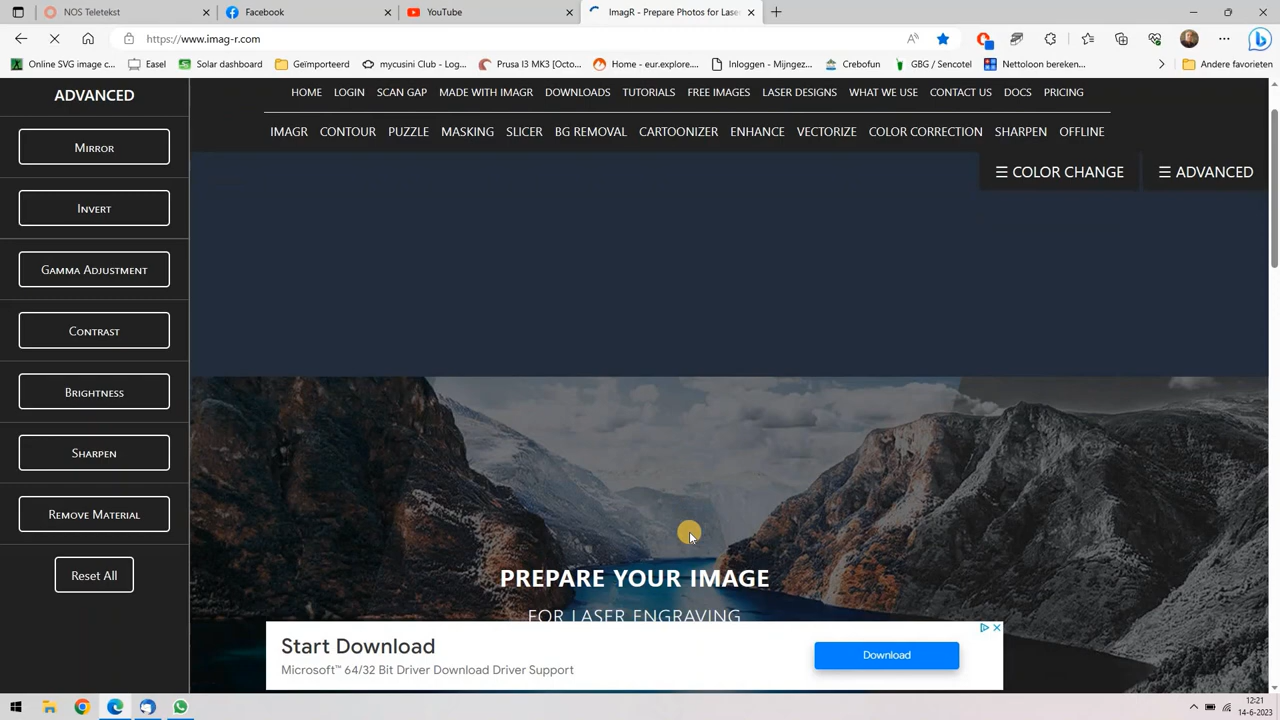 NOS Teletekst
Facebook
YouTube
ImagR - Prepare Photos for Lase
https://www.imag-r.com
Online SVG image c...
Easel
Solar dashboard
Geïmporteerd
mycusini Club - Log...
Prusa I3 MK3 [Octo...
Home - eur.explore....
Inloggen - Mijngez...
Crebofun
GBG / Sencotel
Nettoloon bereken...
Andere favorieten
ADVANCED
HOME LOGIN SCAN GAP MADE WITH IMAGR DOWNLOADS TUTORIALS FREE IMAGES LASER DESIGNS WHAT WE USE CONTACT US DOCS PRICING
IMAGR CONTOUR PUZZLE MASKING SLICER BG REMOVAL CARTOONIZER ENHANCE VECTORIZE COLOR CORRECTION SHARPEN OFFLINE
MIRROR
☰ COLOR CHANGE ☰ ADVANCED
INVERT
GAMMA ADJUSTMENT
CONTRAST
BRIGHTNESS
SHARPEN
REMOVE MATERIAL
Reset All
PREPARE YOUR IMAGE
FOR LASER ENGRAVING
Start Download
Microsoft™ 64/32 Bit Driver Download Driver Support
Download
12:21
14-6-2023